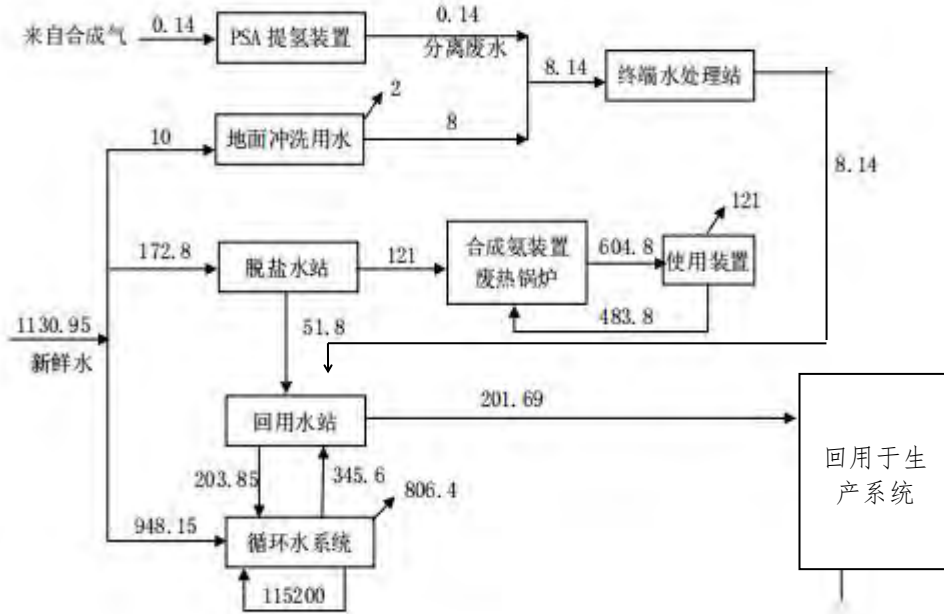 来自合成气
0.14
PSA 提氢装置
0.14
分离废水
8.14
终端水处理站
8.14
10
地面冲洗用水
2
8
172.8
脱盐水站
121
合成氨装置
废热锅炉
604.8
使用装置
121
483.8
51.8
1130.95
新鲜水
回用水站
201.69
回用于生
产系统
203.85
345.6
806.4
948.15
循环水系统
115200